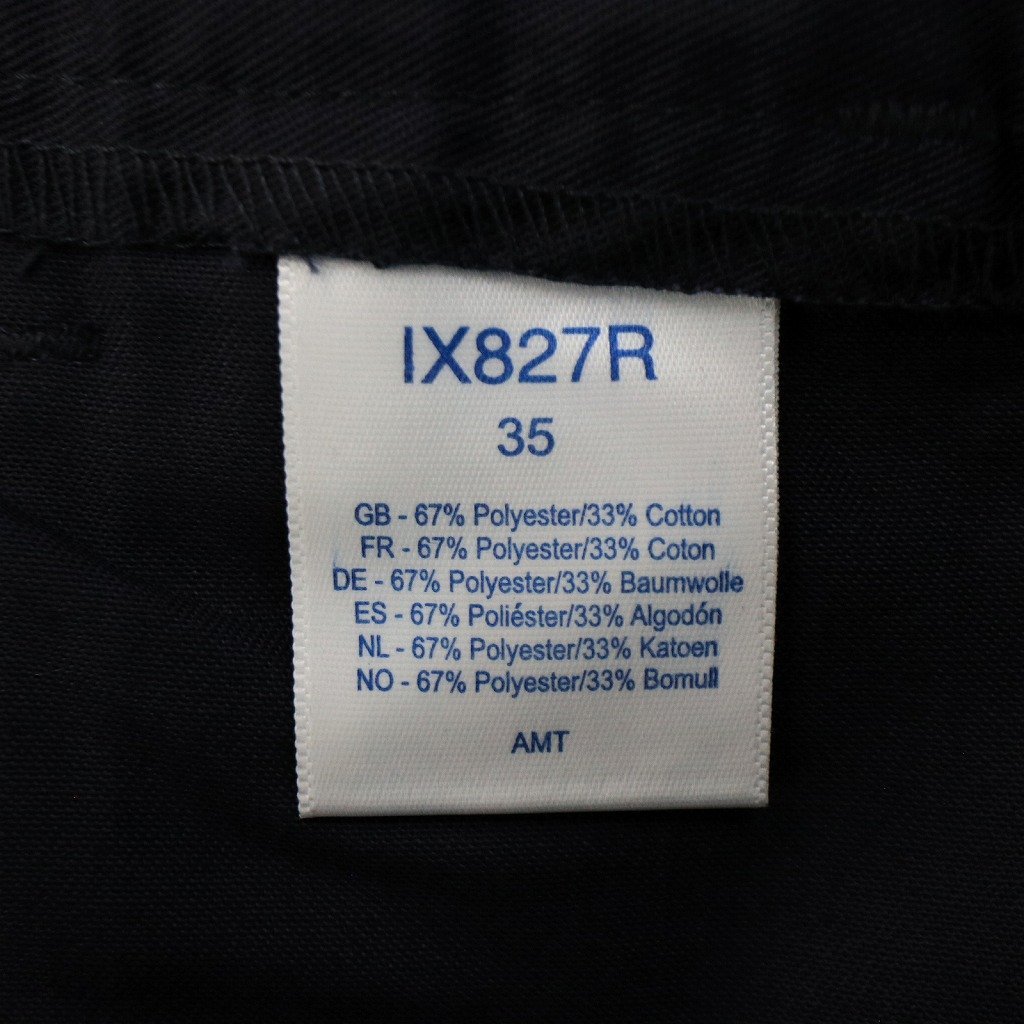 IX827R
35
GB - 67% Polyester/33% Cotton
FR - 67% Polyester/33% Coton
DE - 67% Polyester/33% Baumwolle
ES - 67% Poliéster/33% Algodón
NL - 67% Polyester/33% Katoen
NO - 67% Polyester/33% Bomull
AMT